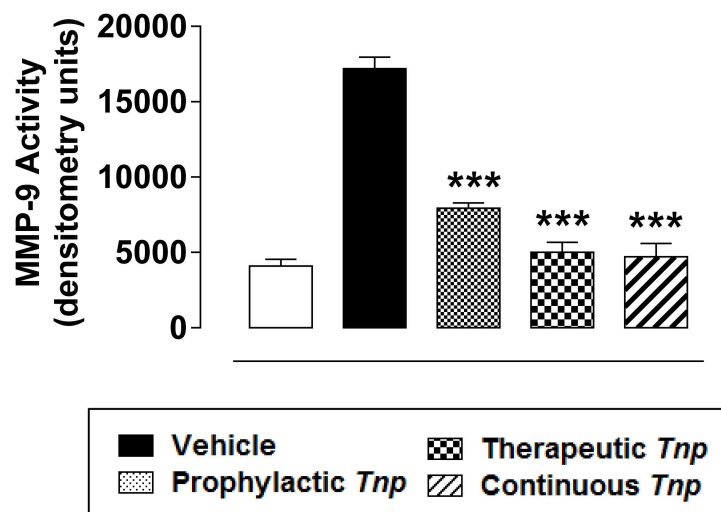 MMP-9 Activity
(densitometry units)
20000
15000
10000
5000
0
***
***
***
Vehicle
Prophylactic Tnp
Therapeutic Tnp
Continuous Tnp